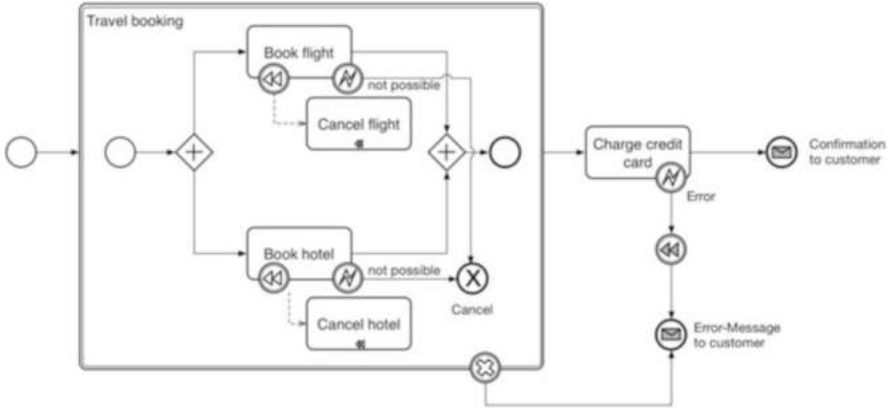 Travel booking
Book flight
not possible
Cancel flight
Charge credit
card
Confirmation
to customer
Error
Book hotel
not possible
Cancel
Cancel hotel
Error-Message
to customer